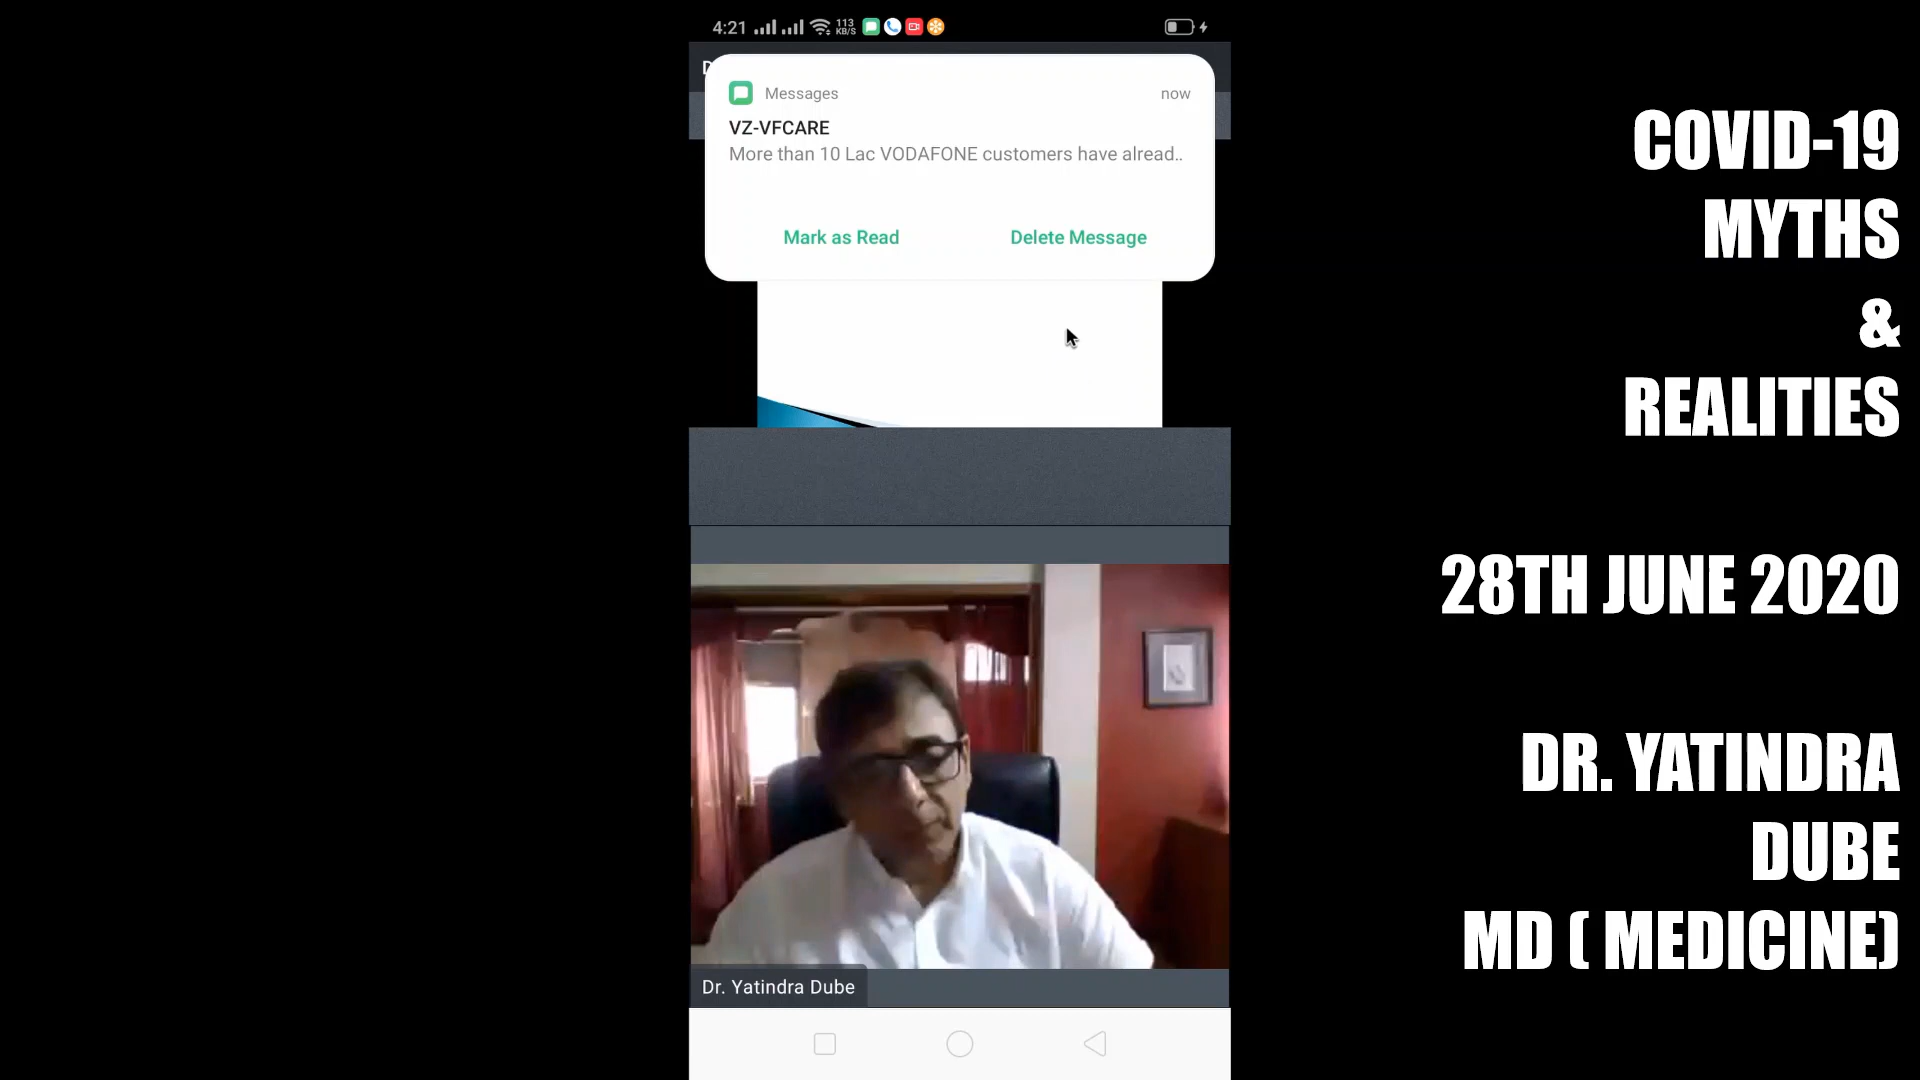 4:21
113
KB/S
Messages
now
VZ-VFCARE
More than 10 Lac VODAFONE customers have alread..
Mark as Read
Delete Message
Dr. Yatindra Dube
COVID-19
MYTHS
&
REALITIES
28TH JUNE 2020
DR. YATINDRA
DUBE
MD ( MEDICINE)